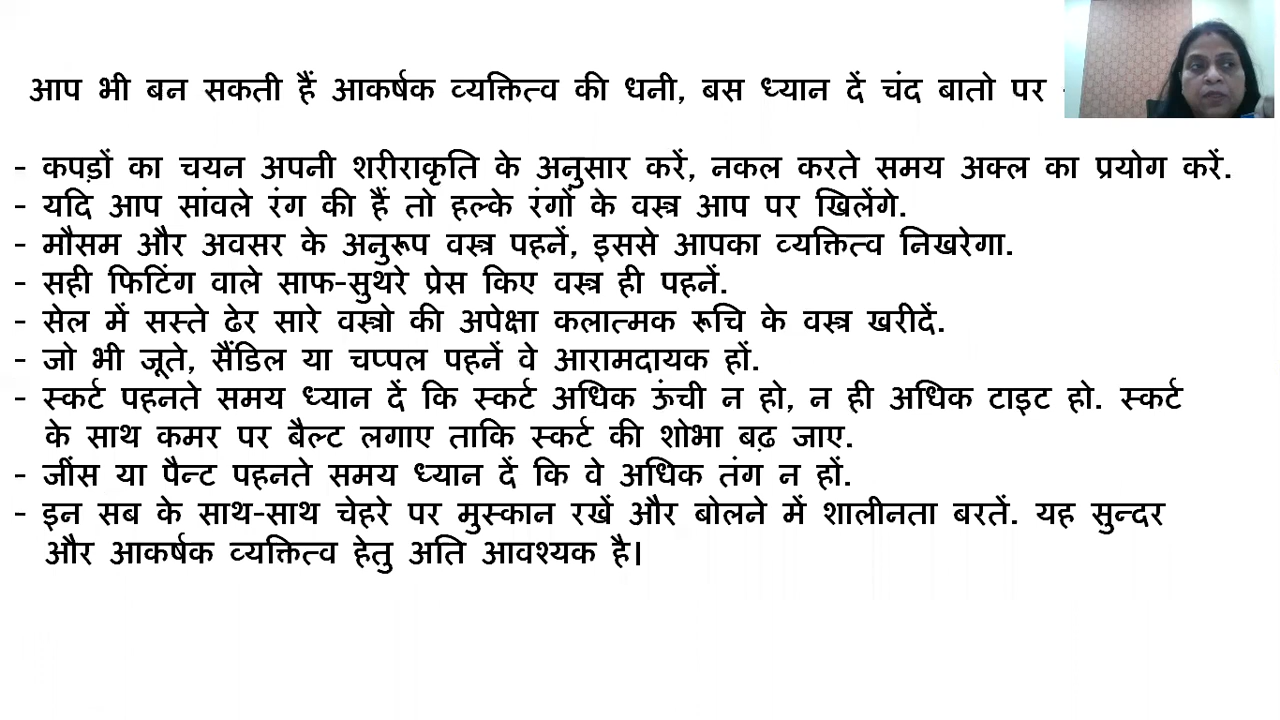 आप भी बन सकती हैं आकर्षक व्यक्तित्व की धनी, बस ध्यान दें चंद बातो पर -
- कपड़ों का चयन अपनी शरीराकृति के अनुसार करें, नकल करते समय अक्ल का प्रयोग करें.
- यदि आप सांवले रंग की हैं तो हल्के रंगों के वस्त्र आप पर खिलेंगे.
- मौसम और अवसर के अनुरूप वस्त्र पहनें, इससे आपका व्यक्तित्व निखरेगा.
- सही फिटिंग वाले साफ-सुथरे प्रेस किए वस्त्र ही पहनें.
- सेल में सस्ते ढेर सारे वस्त्रो की अपेक्षा कलात्मक रूचि के वस्त्र खरीदें.
- जो भी जूते, सैंडिल या चप्पल पहनें वे आरामदायक हों.
- स्कर्ट पहनते समय ध्यान दें कि स्कर्ट अधिक ऊंची न हो, न ही अधिक टाइट हो. स्कर्ट
के साथ कमर पर बैल्ट लगाए ताकि स्कर्ट की शोभा बढ़ जाए.
- जींस या पैन्ट पहनते समय ध्यान दें कि वे अधिक तंग न हों.
- इन सब के साथ-साथ चेहरे पर मुस्कान रखें और बोलने में शालीनता बरतें. यह सुन्दर
और आकर्षक व्यक्तित्व हेतु अति आवश्यक है।